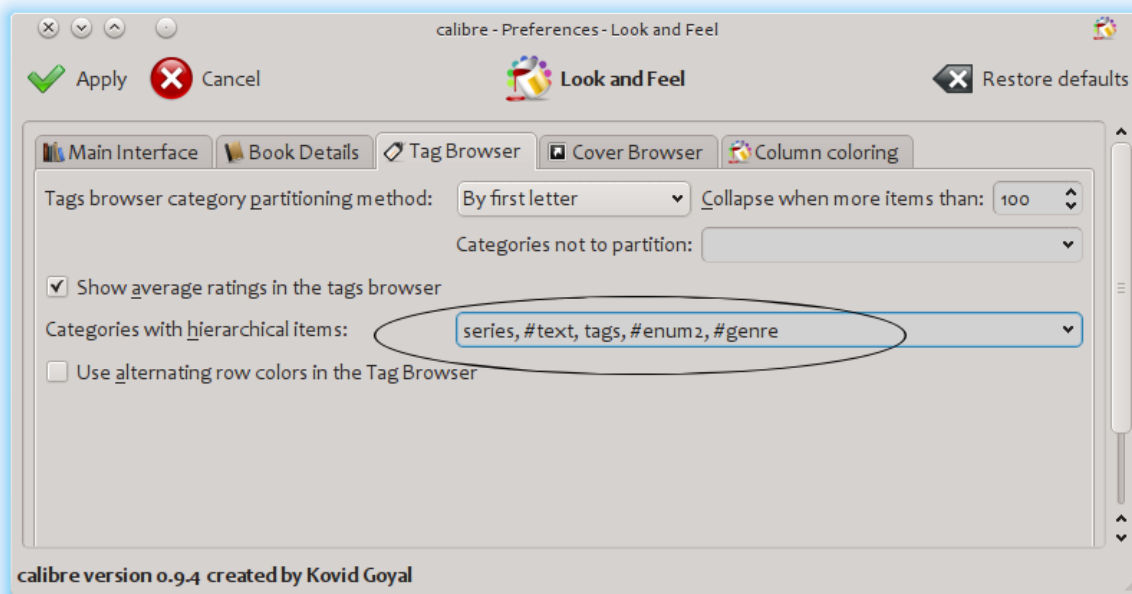 calibre - Preferences - Look and Feel
Apply Cancel Look and Feel Restore defaults
Main Interface Book Details Tag Browser Cover Browser Column coloring
Tags browser category partitioning method: By first letter Collapse when more items than: 100
Categories not to partition:
Show average ratings in the tags browser
Categories with hierarchical items: series, #text, tags, #enum2, #genre
Use alternating row colors in the Tag Browser
calibre version 0.9.4 created by Kovid Goyal